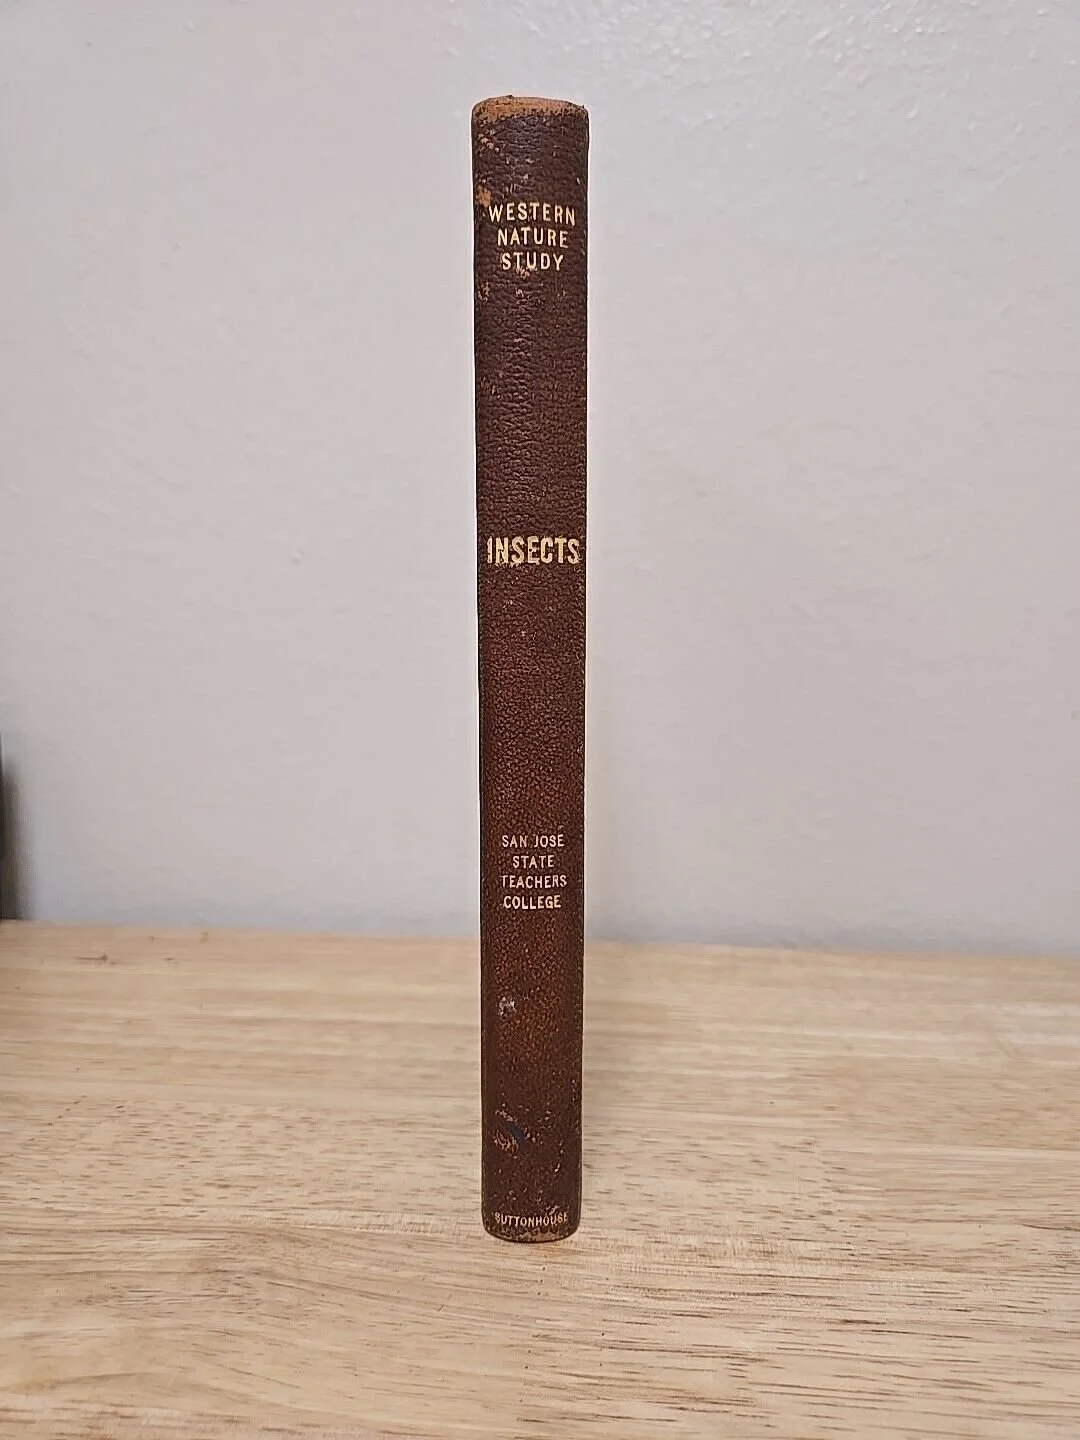 WESTERN
NATURE
STUDY
INSECTS
SAN JOSE
STATE
TEACHERS
COLLEGE
SUTTONHOUSE